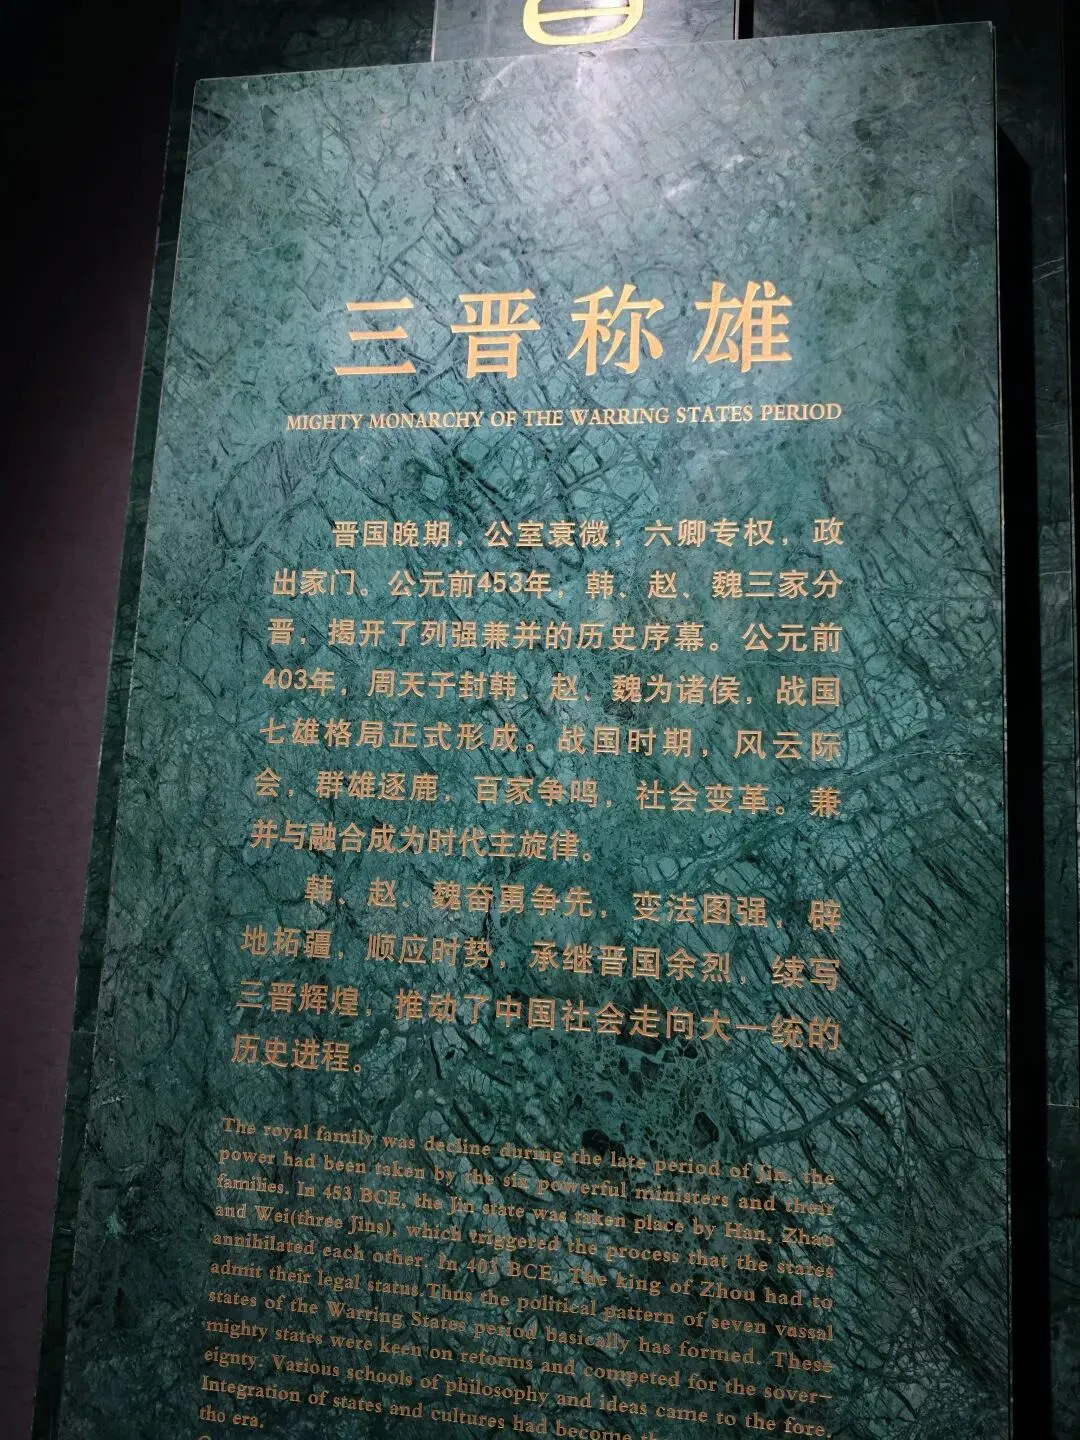 三晋称雄
MIGHTY MONARCHY OF THE WARRING STATES PERIOD
晋国晚期，公室衰微，六卿专权，政
出家门。公元前453年，韩、赵、魏三家分
晋，揭开了列强兼并的历史序幕。公元前
403年，周天子封韩、赵、魏为诸侯，战国
七雄格局正式形成。战国时期，风云际
会，群雄逐鹿，百家争鸣，社会变革。兼
并与融合成为时代主旋律。
韩、赵、魏奋勇争先，变法图强，辟
地拓疆，顺应时势，承继晋国余烈，续写
三晋辉煌，推动了中国社会走向大一统的
历史进程。
The royal family was decline during the late period of Jin, the
power had been taken by the six powerful ministers and their
families. In 453 BCE, the Jin state was taken place by Han, Zhao
and Wei(three Jins), which triggered the process that the states
annihilated each other. In 403 BCE, The king of Zhou had to
admit their legal status. Thus the political pattern of seven vassal
states of the Warring States period basically has formed. These
mighty states were keen on reforms and competed for the sover-
eignty. Various schools of philosophy and ideas came to the fore.
Integration of states and cultures had become
tho era.